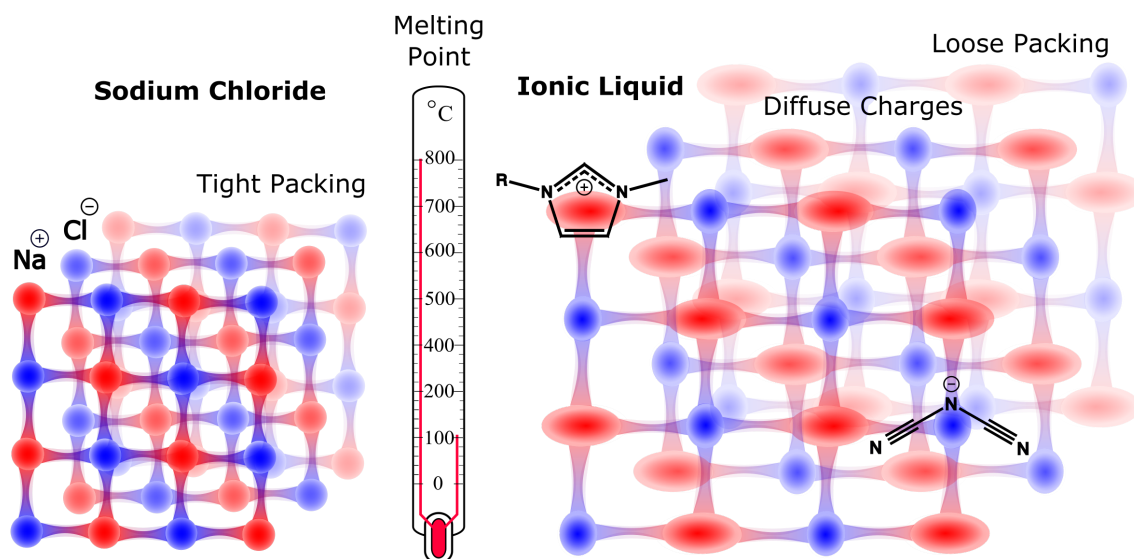 Melting
Point
Sodium Chloride
Tight Packing
Cl
⊖
Na
⊕
°C
800
700
600
500
400
200
100
0
Ionic Liquid
Loose Packing
Diffuse Charges
R
N
N
⊕
⊖
N
N
N